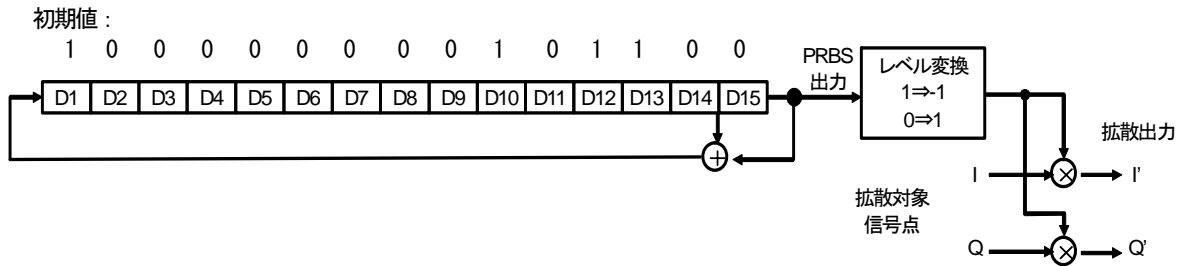 初期値：
1 0 0 0 0 0 0 0 0 1 0 1 1 0 0
D1 D2 D3 D4 D5 D6 D7 D8 D9 D10 D11 D12 D13 D14 D15
PRBS
出力
レベル変換
1⇒-1
0⇒1
+
拡散出力
I × I'
拡散対象
信号点
Q × Q'